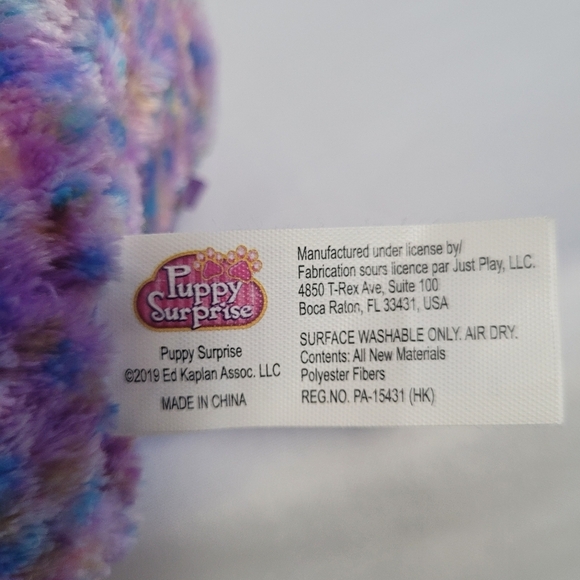 Puppy
Surprise
Puppy Surprise
©2019 Ed Kaplan Assoc. LLC
MADE IN CHINA
Manufactured under license by/
Fabrication sours licence par Just Play, LLC.
4850 T-Rex Ave, Suite 100
Boca Raton, FL 33431, USA
SURFACE WASHABLE ONLY. AIR DRY.
Contents: All New Materials
Polyester Fibers
REG.NO. PA-15431 (HK)